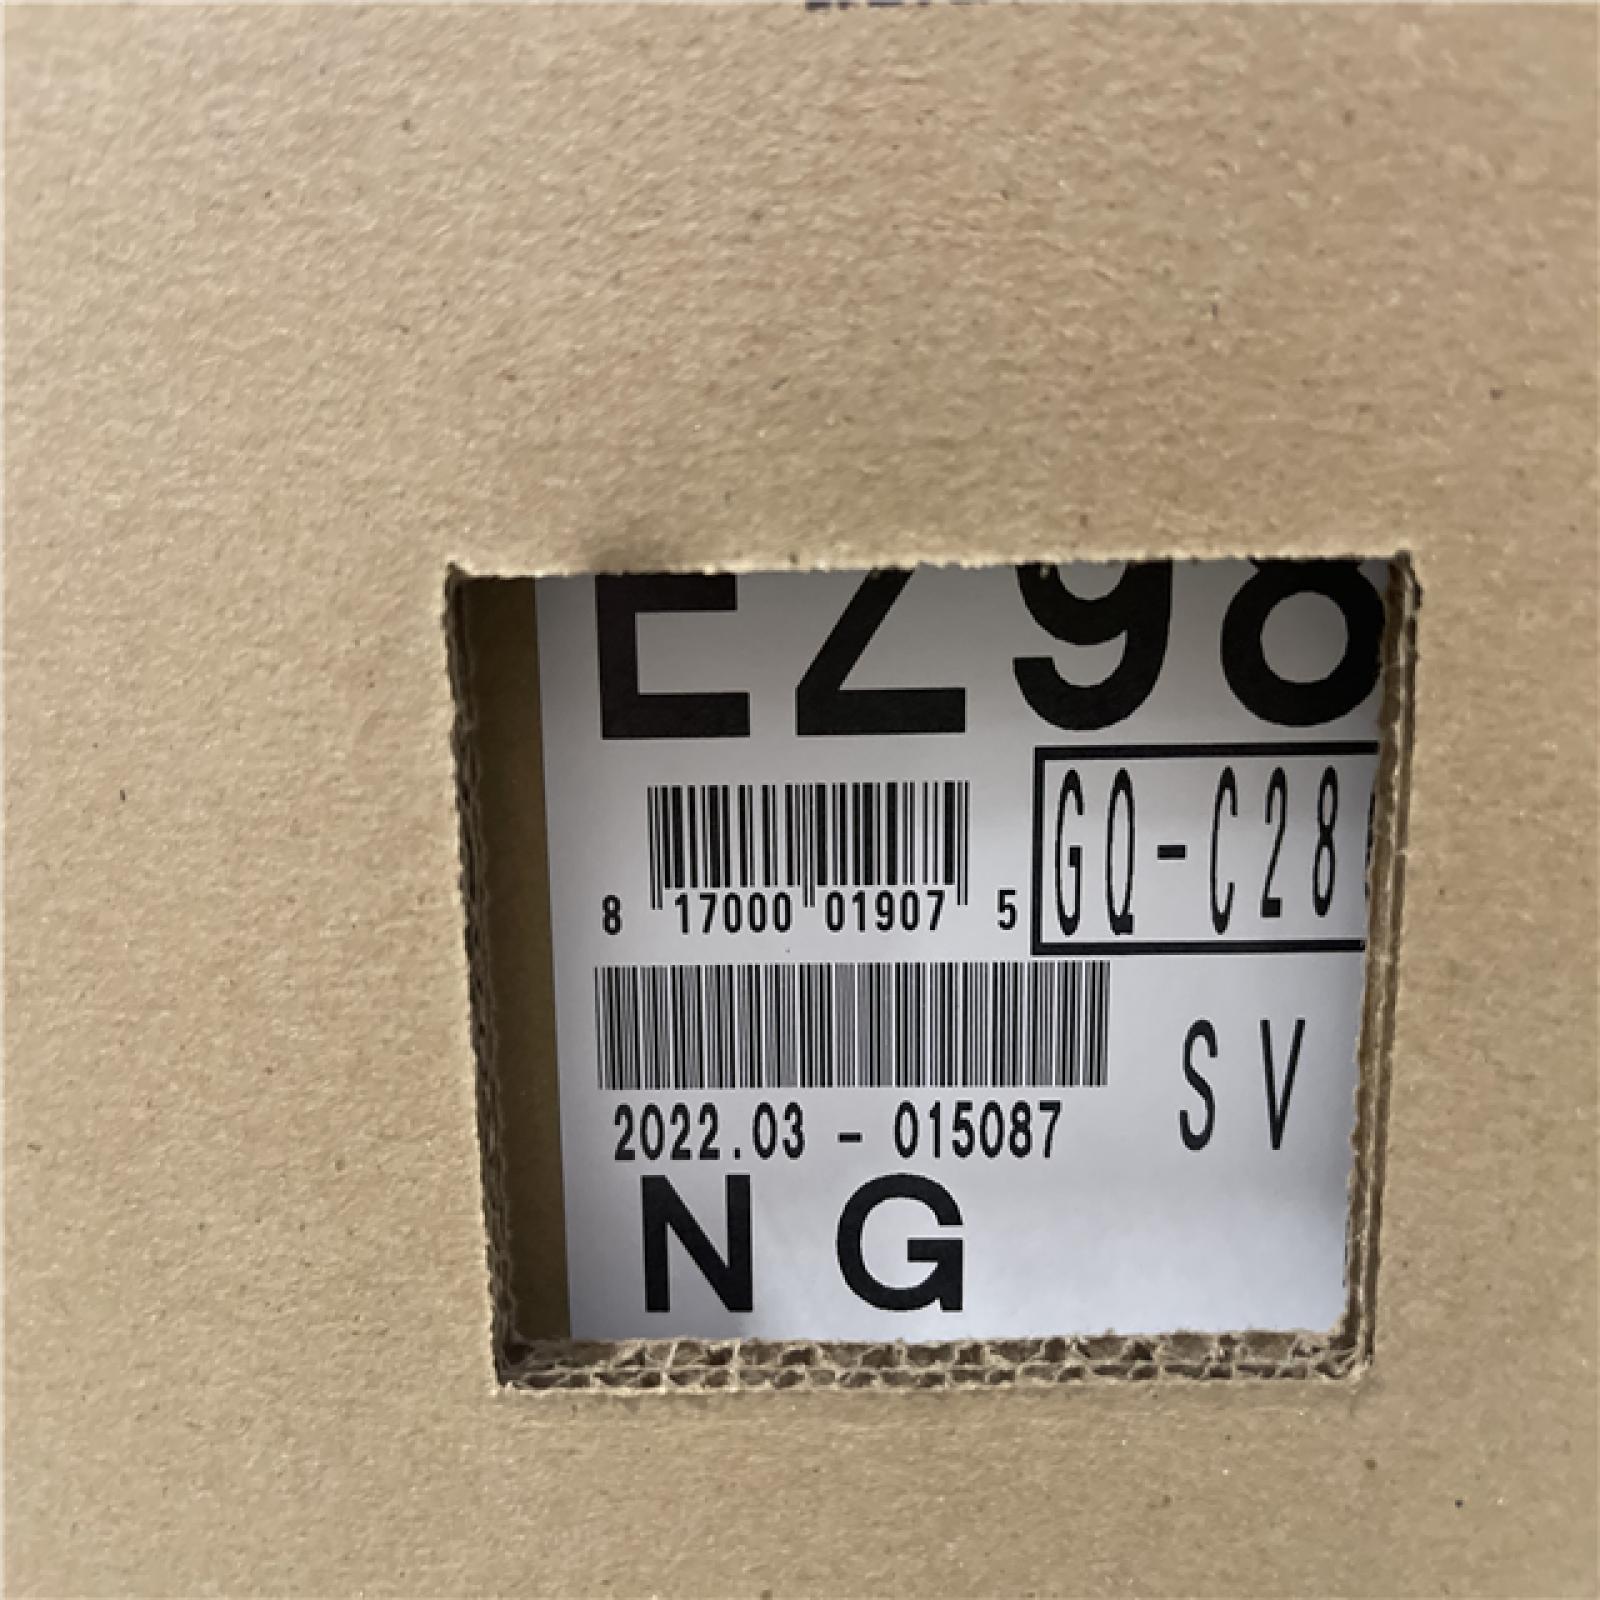 EZ98
GQ-C28
8 17000 01907 5
2022.03 - 015087
SV
NG